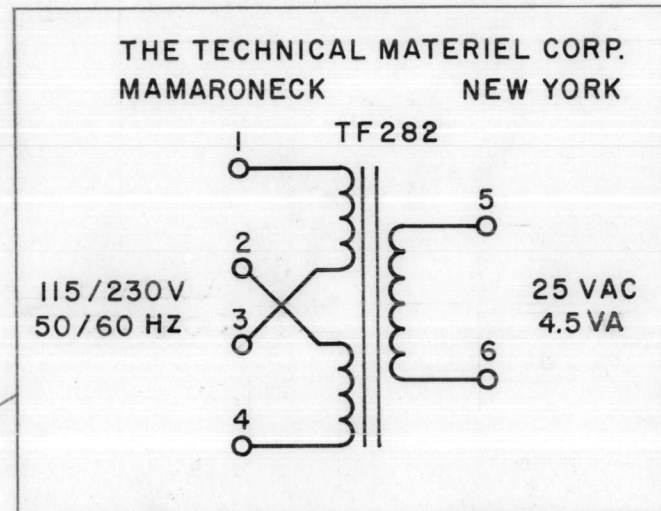 THE TECHNICAL MATERIEL CORP.
MAMARONECK NEW YORK
TF282
1
2
3
4
5
6
115/230V
50/60 HZ
25 VAC
4.5 VA